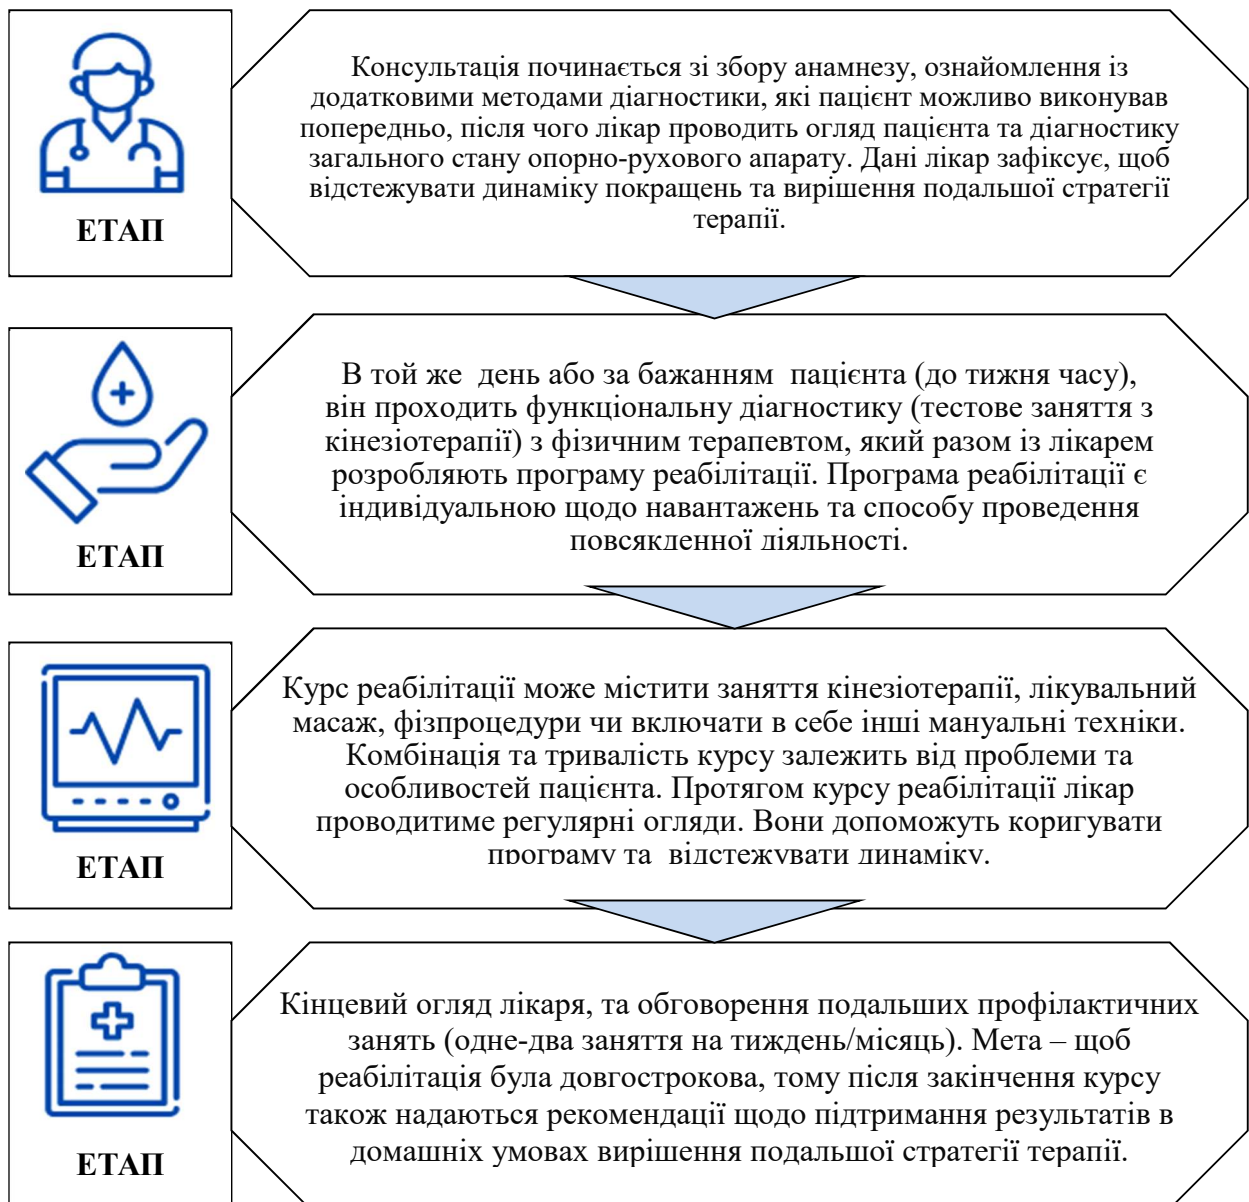 Консультація починається зі збору анамнезу, ознайомлення із
додатковими методами діагностики, які пацієнт можливо виконував
попередньо, після чого лікар проводить огляд пацієнта та діагностику
загального стану опорно-рухового апарату. Дані лікар зафіксує, щоб
відстежувати динаміку покращень та вирішення подальшої стратегії
терапії.
ЕТАП
В той же день або за бажанням пацієнта (до тижня часу),
він проходить функціональну діагностику (тестове заняття з
кінезіотерапії) з фізичним терапевтом, який разом із лікарем
розробляють програму реабілітації. Програма реабілітації є
індивідуальною щодо навантажень та способу проведення
повсякденної діяльності.
ЕТАП
Курс реабілітації може містити заняття кінезіотерапії, лікувальний
масаж, фізпроцедури чи включати в себе інші мануальні техніки.
Комбінація та тривалість курсу залежить від проблеми та
особливостей пацієнта. Протягом курсу реабілітації лікар
проводитиме регулярні огляди. Вони допоможуть коригувати
програму та відстежувати динаміку.
ЕТАП
Кінцевий огляд лікаря, та обговорення подальших профілактичних
занять (одне-два заняття на тиждень/місяць). Мета – щоб
реабілітація була довгострокова, тому після закінчення курсу
також надаються рекомендації щодо підтримання результатів в
домашніх умовах вирішення подальшої стратегії терапії.
ЕТАП